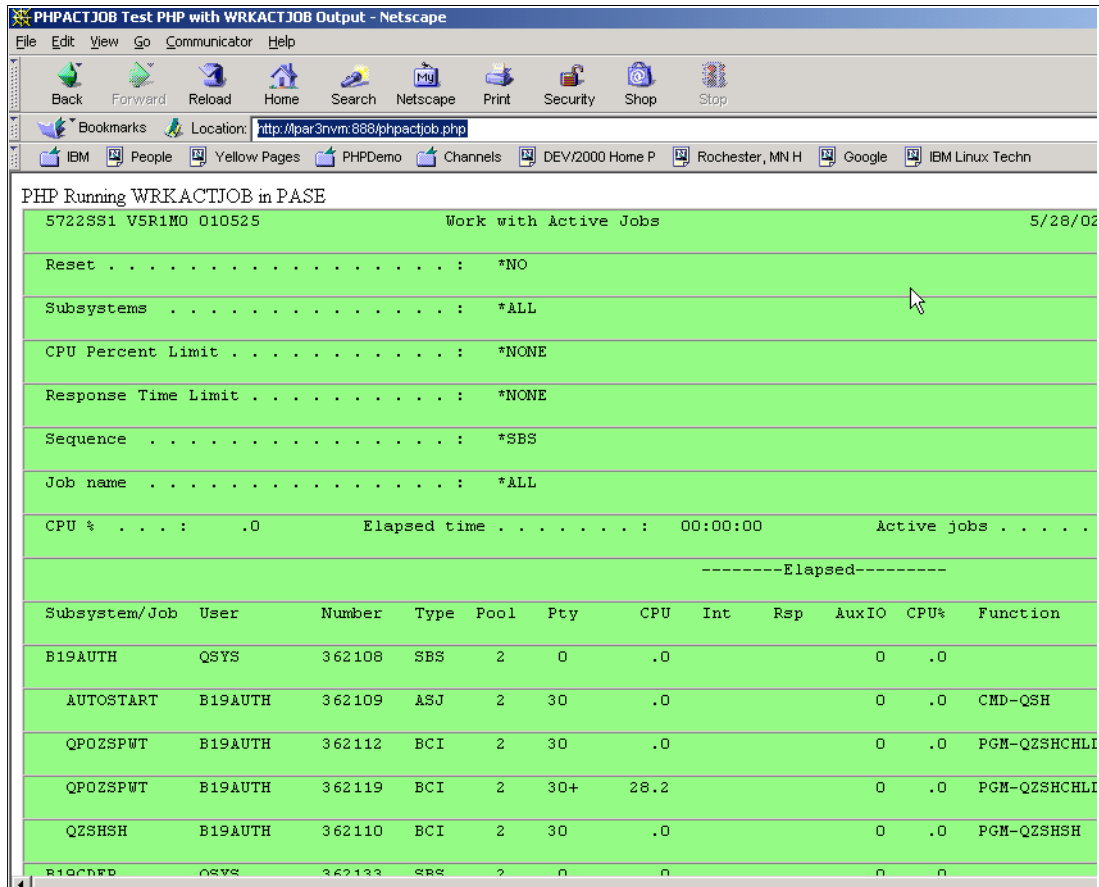 PHPACTJOB Test PHP with WRKACTJOB Output - Netscape
File Edit View Go Communicator Help
Back Forward Reload Home Search Netscape Print Security Shop Stop
Bookmarks Location: http://lpar3nvm:888/phpactjob.php
IBM People Yellow Pages PHPDemo Channels DEV/2000 Home P Rochester, MN H Google IBM Linux Techn
PHP Running WRKACTJOB in PASE
5722SS1 V5R1M0 010525 Work with Active Jobs 5/28/02
Reset . . . . . . . . . . . . . . . . . : *NO
Subsystems . . . . . . . . . . . . . . : *ALL
CPU Percent Limit . . . . . . . . . . . : *NONE
Response Time Limit . . . . . . . . . . : *NONE
Sequence . . . . . . . . . . . . . . . : *SBS
Job name . . . . . . . . . . . . . . . : *ALL
CPU % . . . : .0 Elapsed time . . . . . . . : 00:00:00 Active jobs . . . . .
--------Elapsed---------
Subsystem/Job User Number Type Pool Pty CPU Int Rsp AuxIO CPU% Function
B19AUTH QSYS 362108 SBS 2 0 .0 0 .0
AUTOSTART B19AUTH 362109 ASJ 2 30 .0 0 .0 CMD-QSH
QP0ZSPWT B19AUTH 362112 BCI 2 30 .0 0 .0 PGM-QZSHCHLD
QP0ZSPWT B19AUTH 362119 BCI 2 30+ 28.2 0 .0 PGM-QZSHCHLD
QZSHSH B19AUTH 362110 BCI 2 30 .0 0 .0 PGM-QZSHSH
QSYS 362133 SBS 2 0 .0 0 .0